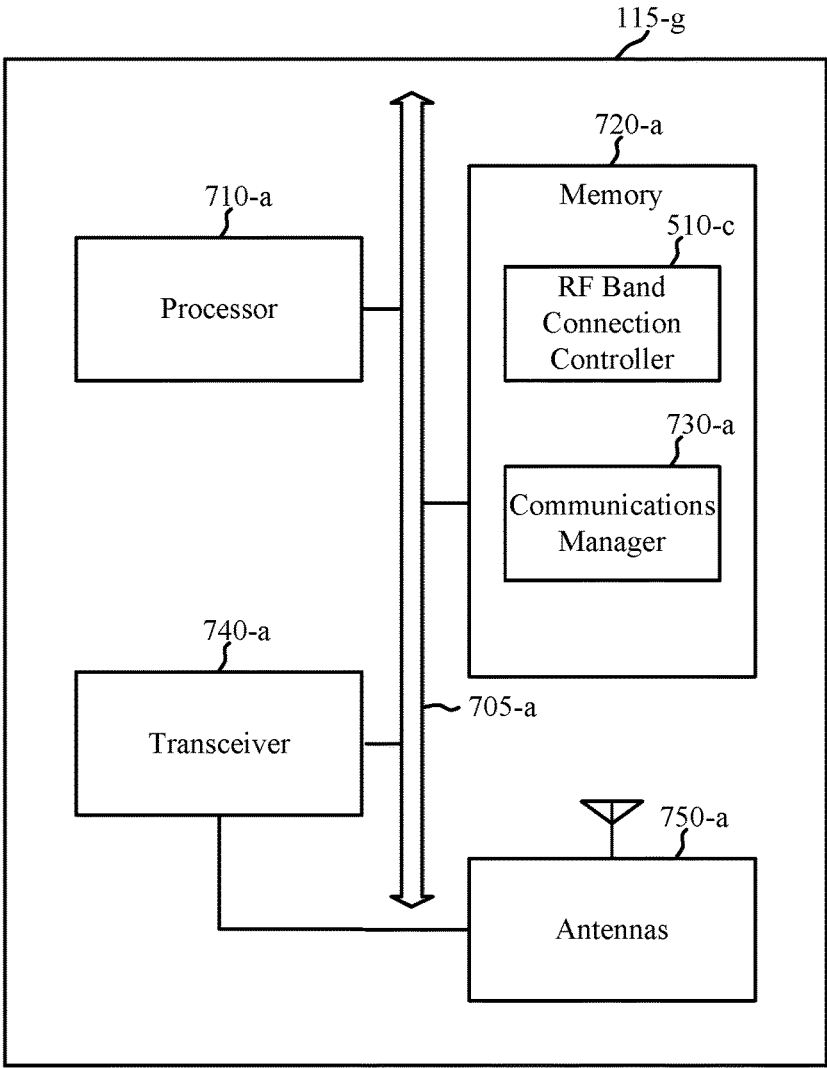 115-g
720-a
Memory
710-a
Processor
510-c
RF Band
Connection
Controller
730-a
Communications
Manager
740-a
Transceiver
705-a
750-a
Antennas